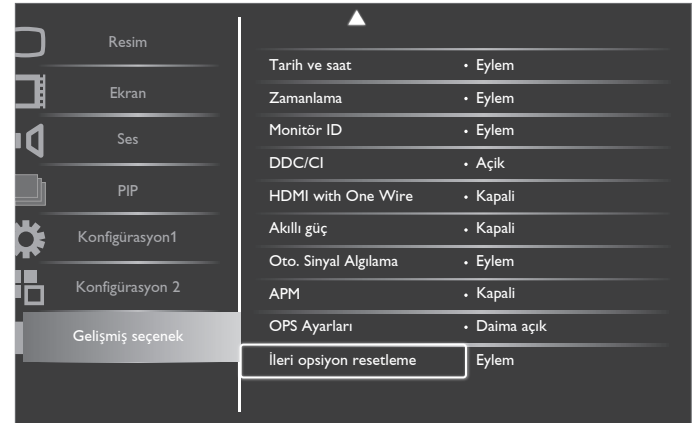 Resim
Ekran
Ses
PIP
Konfigürasyon1
Konfigürasyon 2
Gelişmiş seçenek
Tarih ve saat • Eylem
Zamanlama • Eylem
Monitör ID • Eylem
DDC/CI • Açik
HDMI with One Wire • Kapali
Akıllı güç • Kapali
Oto. Sinyal Algılama • Eylem
APM • Kapali
OPS Ayarları • Daima açık
İleri opsiyon resetleme Eylem